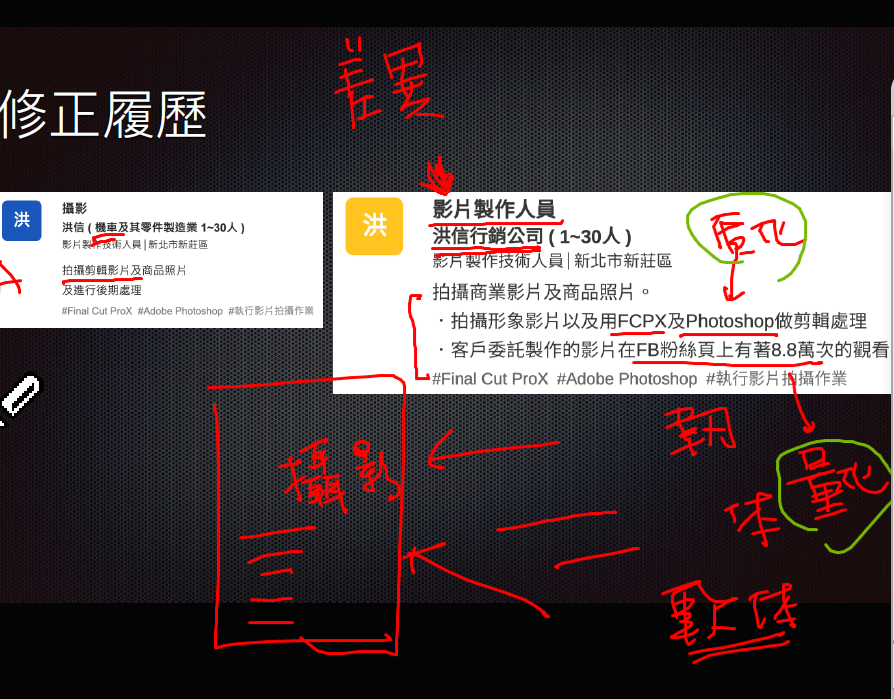 差異
修正履歷
洪
攝影
洪信 ( 機車及其零件製造業 1~30人 )
影片製作技術人員 | 新北市新莊區
拍攝剪輯影片及商品照片
及進行後期處理
#Final Cut ProX #Adobe Photoshop #執行影片拍攝作業
洪
影片製作人員
洪信行銷公司 ( 1~30人 )
影片製作技術人員 | 新北市新莊區
拍攝商業影片及商品照片。
· 拍攝形象影片以及用FCPX及Photoshop做剪輯處理
· 客戶委託製作的影片在FB粉絲頁上有著8.8萬次的觀看
#Final Cut ProX #Adobe Photoshop #執行影片拍攝作業
攝影
量化